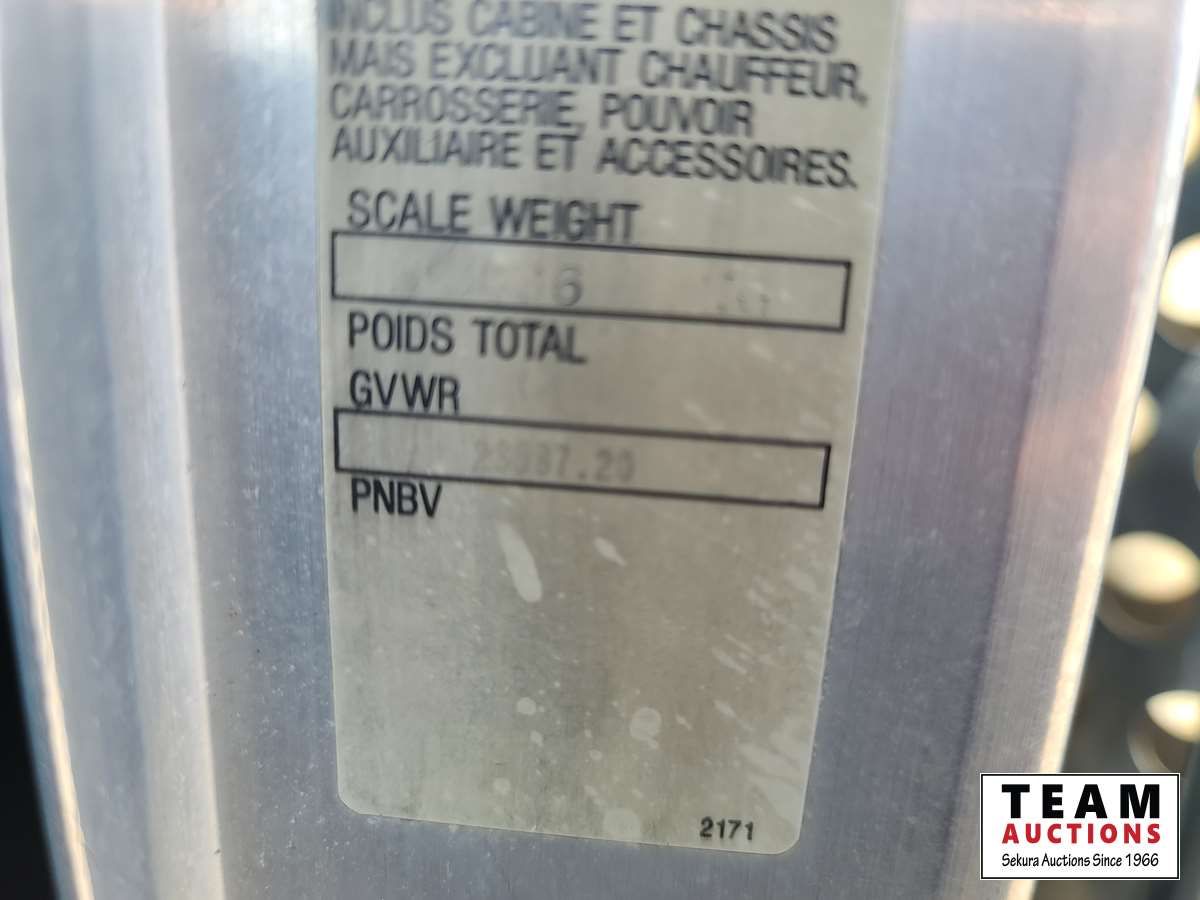 INCLUS CABINE ET CHASSIS
MAIS EXCLUANT CHAUFFEUR,
CARROSSERIE, POUVOIR
AUXILIAIRE ET ACCESSOIRES.
SCALE WEIGHT
POIDS TOTAL
GVWR
PNBV
2171
TEAM
AUCTIONS
Sekura Auctions Since 1966